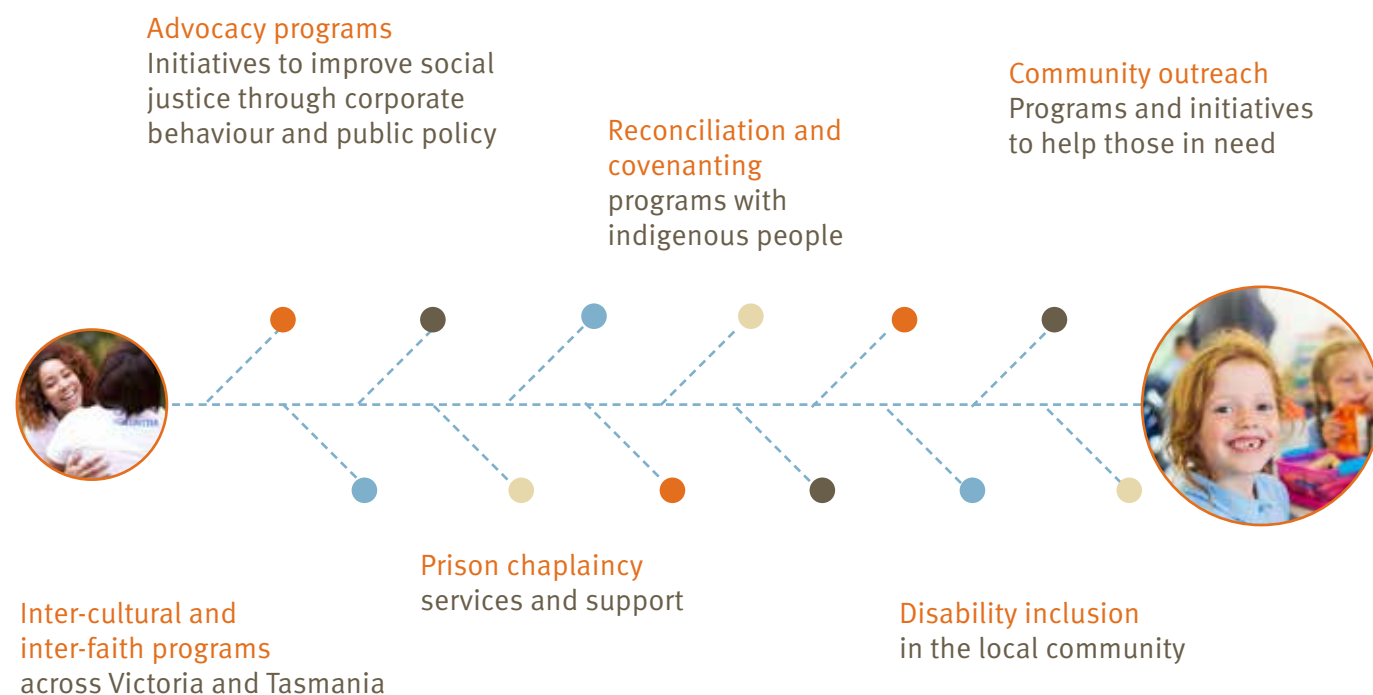 Advocacy programs
Initiatives to improve social
justice through corporate
behaviour and public policy
Community outreach
Programs and initiatives
to help those in need
Reconciliation and
covenanting
programs with
indigenous people
Prison chaplaincy
services and support
Inter-cultural and
inter-faith programs
across Victoria and Tasmania
Disability inclusion
in the local community